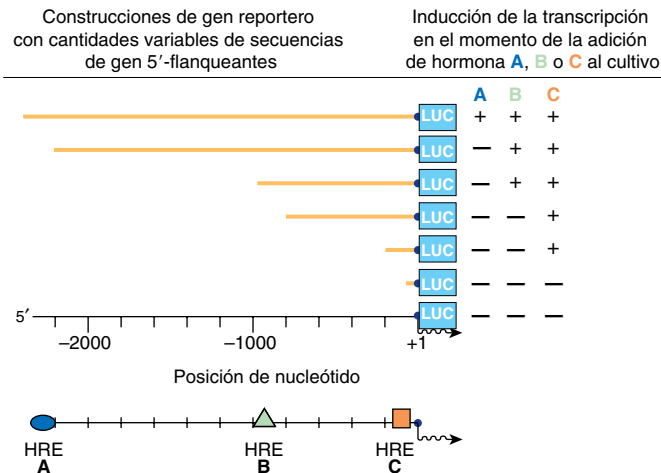 Construcciones de gen reportero
con cantidades variables de secuencias
de gen 5′-flanqueantes
Inducción de la transcripción
en el momento de la adición
de hormona A, B o C al cultivo
A B C
LUC + + +
LUC — + +
LUC — + +
LUC — — +
LUC — — +
LUC — — —
5′ LUC — — —
–2000 –1000 +1
Posición de nucleótido
HRE HRE HRE
A B C